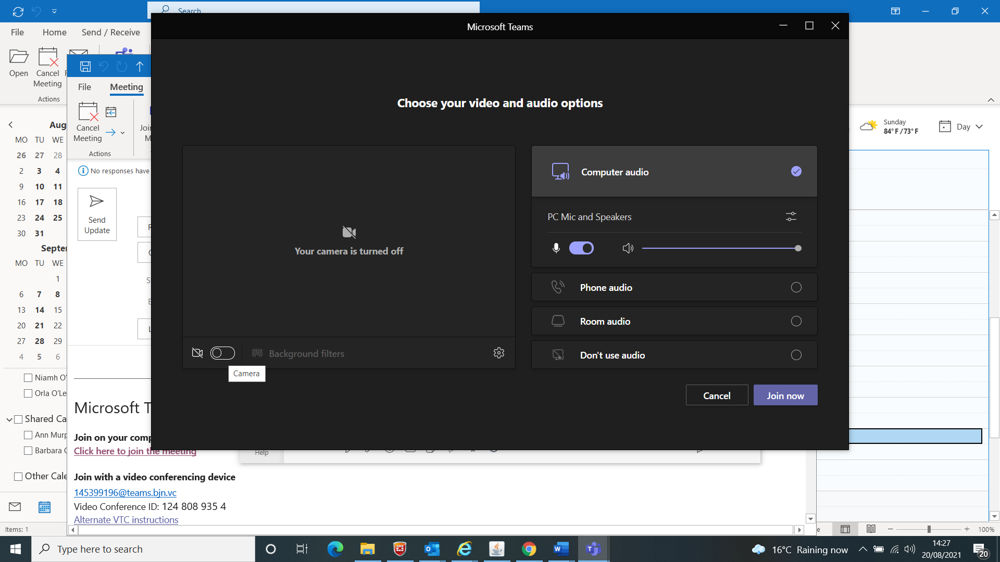 Search
File Home Send / Receive
Open Cancel Meeting
Actions
Microsoft Teams
File Meeting
Cancel Meeting
Actions
No responses have
Send Update
Aug
MO TU WE
26 27 28
2 3 4
9 10 11
16 17 18
23 24 25
30 31
Septer
MO TU WE
1
6 7 8
13 14 15
20 21 22
27 28 29
4 5 6
Niamh O'
Orla O'Le
Shared Ca
Ann Murp
Barbara
Other Cale
Items: 1
Choose your video and audio options
Your camera is turned off
Background filters
Camera
Computer audio
PC Mic and Speakers
Phone audio
Room audio
Don't use audio
Cancel Join now
Sunday
84°F/73°F
Day
Microsoft T
Join on your comp
Click here to join the meeting
Help
Join with a video conferencing device
145399196@teams.bjn.vc
Video Conference ID: 124 808 935 4
Alternate VTC instructions
100%
Type here to search
16°C Raining now
14:27
20/08/2021
20